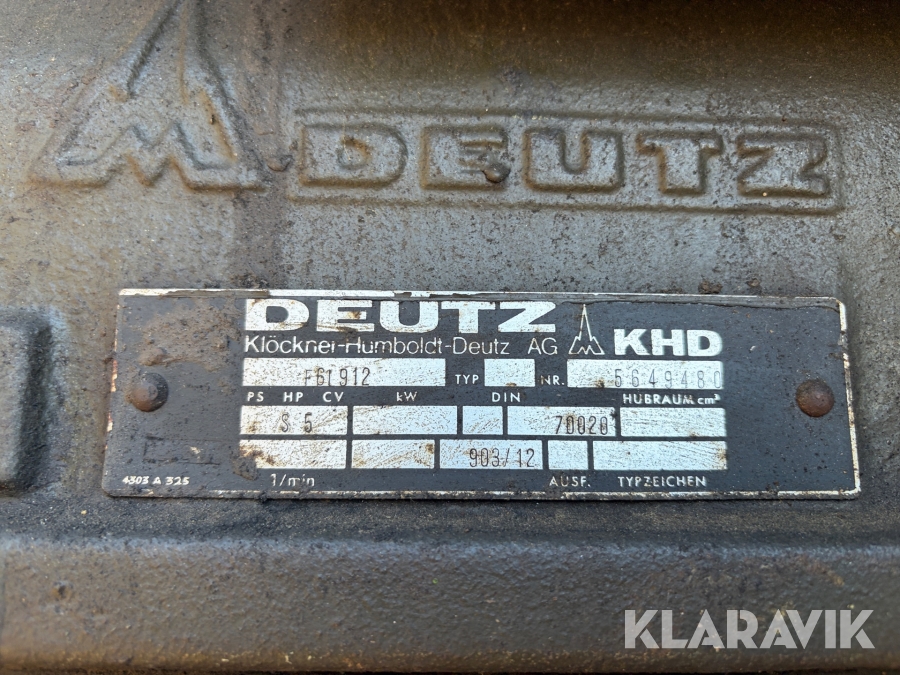 DEUTZ
DEUTZ
Klöckner-Humboldt-Deutz AG KHD
F6L912 TYP NR. 5649480
PS HP CV kW DIN HUBRAUM cm³
S 5 70020
903/12
4303 A 325 1/min AUSF. TYPZEICHEN
KLARAVIK